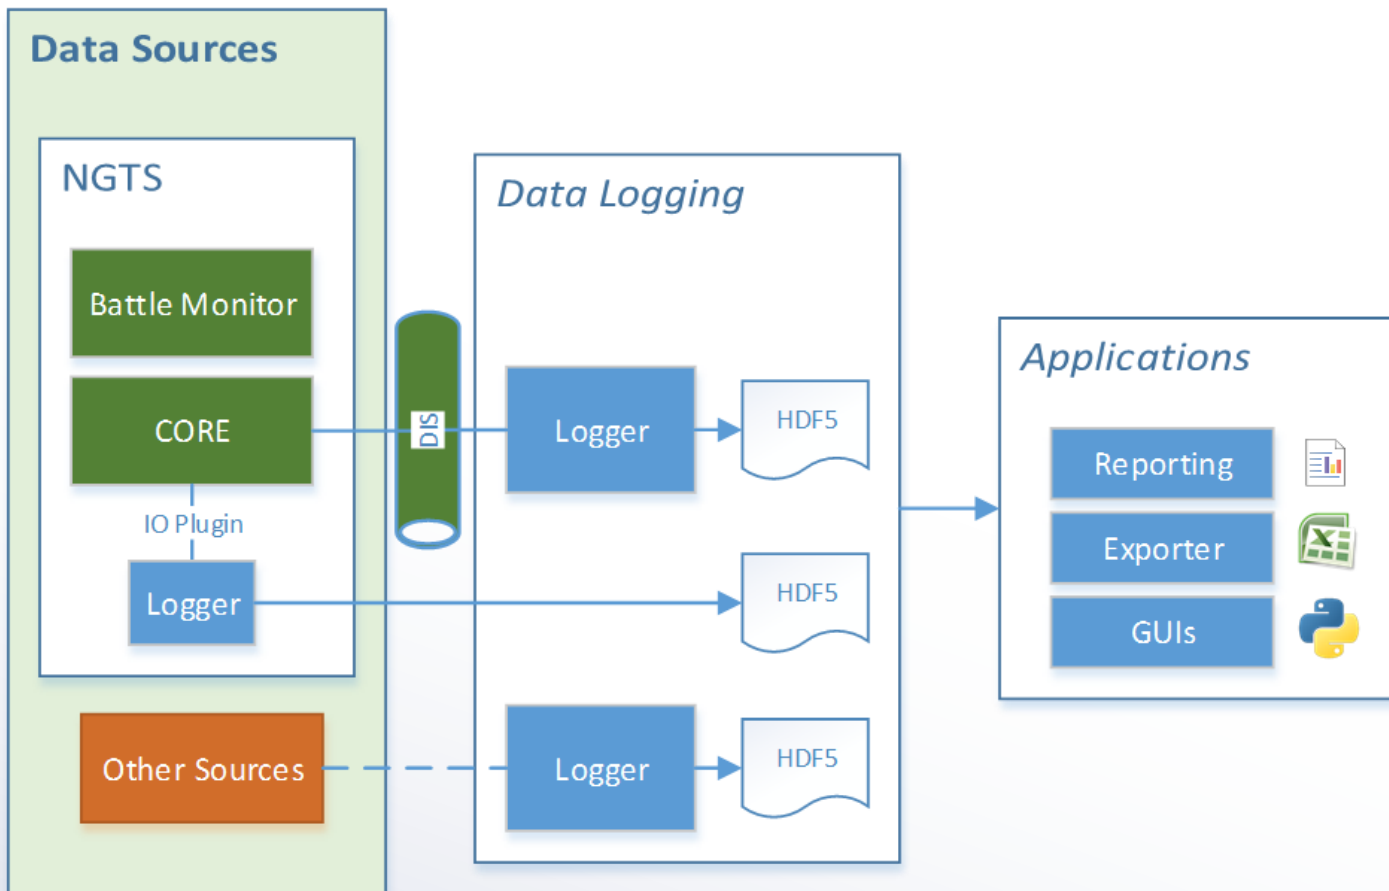 Data Sources
NGTS
Battle Monitor
CORE
IO Plugin
Logger
Other Sources
DIS
Data Logging
Logger
HDF5
HDF5
Logger
HDF5
Applications
Reporting
Exporter
GUIs